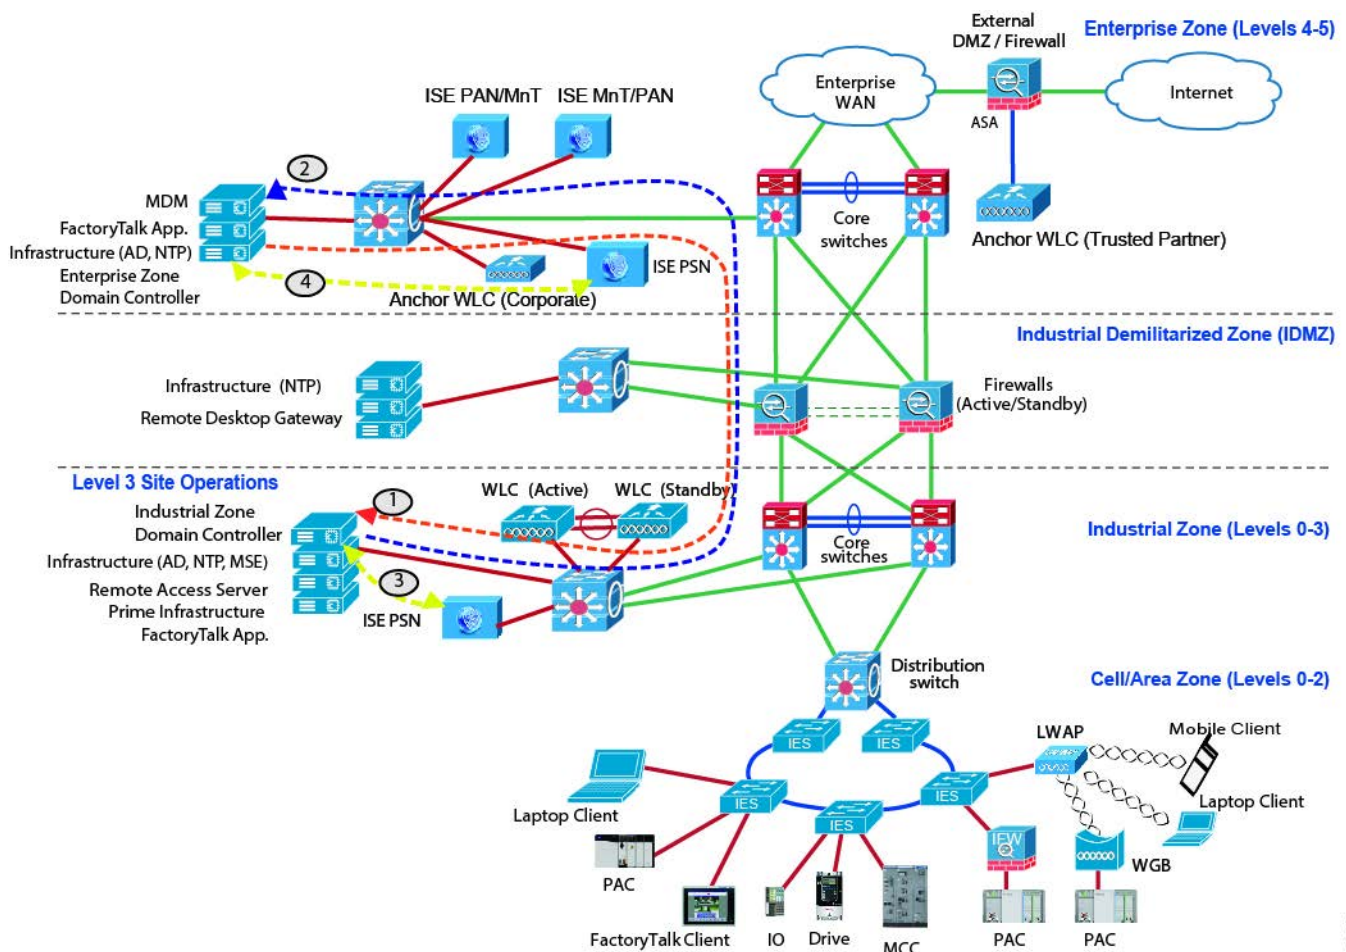 External
DMZ / Firewall
Enterprise Zone (Levels 4-5)
Enterprise
WAN
Internet
ASA
ISE PAN/MnT
ISE MnT/PAN
2
MDM
FactoryTalk App.
Infrastructure (AD, NTP)
Enterprise Zone
Domain Controller
4
ISE PSN
Anchor WLC (Corporate)
Core
switches
Anchor WLC (Trusted Partner)
Industrial Demilitarized Zone (IDMZ)
Infrastructure (NTP)
Remote Desktop Gateway
Firewalls
(Active/Standby)
Level 3 Site Operations
Industrial Zone
Domain Controller
1
WLC (Active)
WLC (Standby)
Infrastructure (AD, NTP, MSE)
Remote Access Server
Prime Infrastructure
FactoryTalk App.
3
ISE PSN
Core
switches
Industrial Zone (Levels 0-3)
Distribution
switch
Cell/Area Zone (Levels 0-2)
IES
IES
LWAP
Mobile Client
Laptop Client
IES
IES
IES
Laptop Client
IFW
WGB
PAC
FactoryTalk Client
IO
Drive
MCC
PAC
PAC